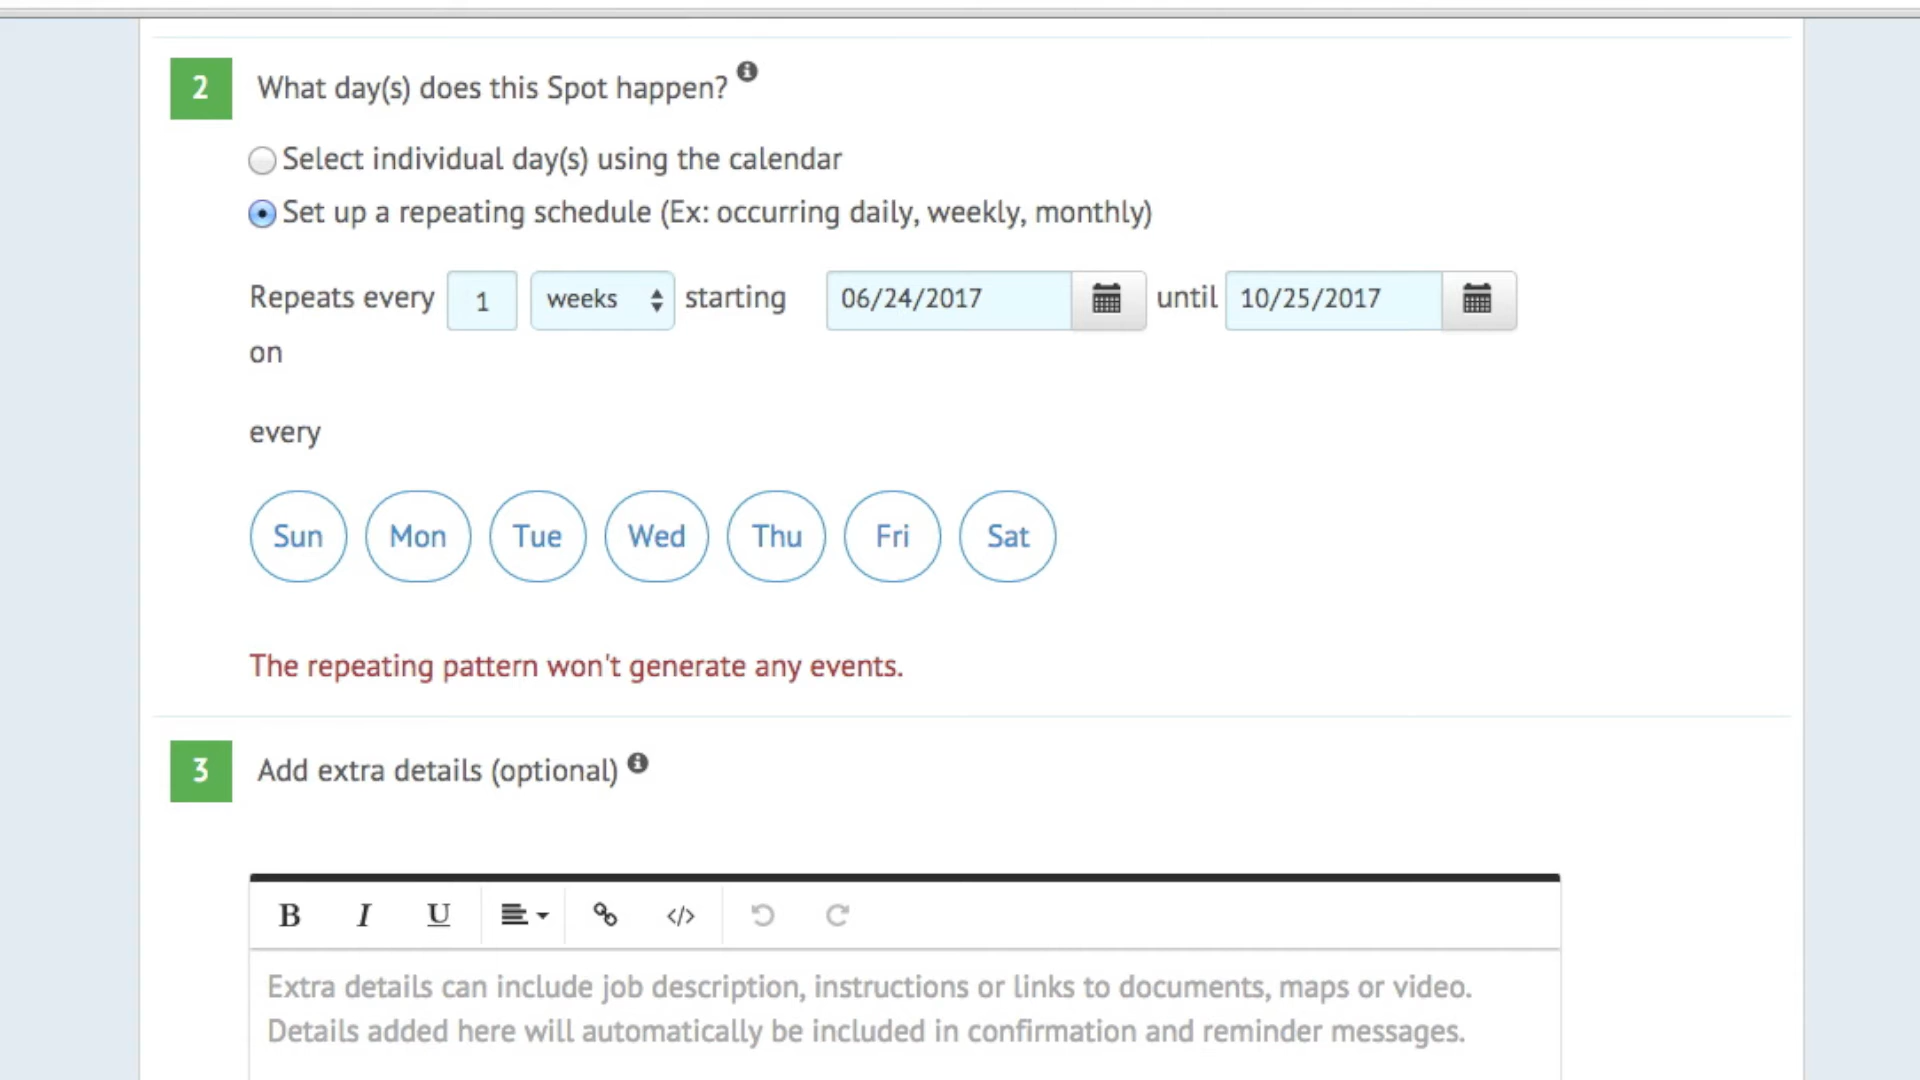 2 What day(s) does this Spot happen?
Select individual day(s) using the calendar
Set up a repeating schedule (Ex: occurring daily, weekly, monthly)
Repeats every 1 weeks starting 06/24/2017 until 10/25/2017
on
every
Sun Mon Tue Wed Thu Fri Sat
The repeating pattern won't generate any events.
3 Add extra details (optional)
B I U </>
Extra details can include job description, instructions or links to documents, maps or video.
Details added here will automatically be included in confirmation and reminder messages.